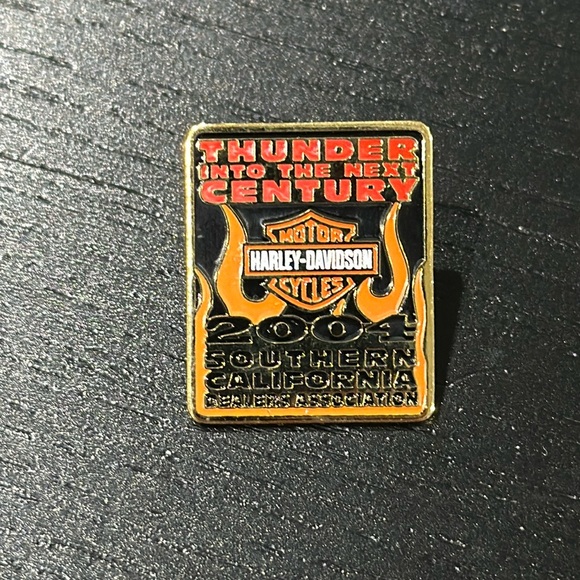 THUNDER
INTO THE NEXT
CENTURY
MOTOR
HARLEY-DAVIDSON
CYCLES
2004
SOUTHERN
CALIFORNIA
DEALERS ASSOCIATION